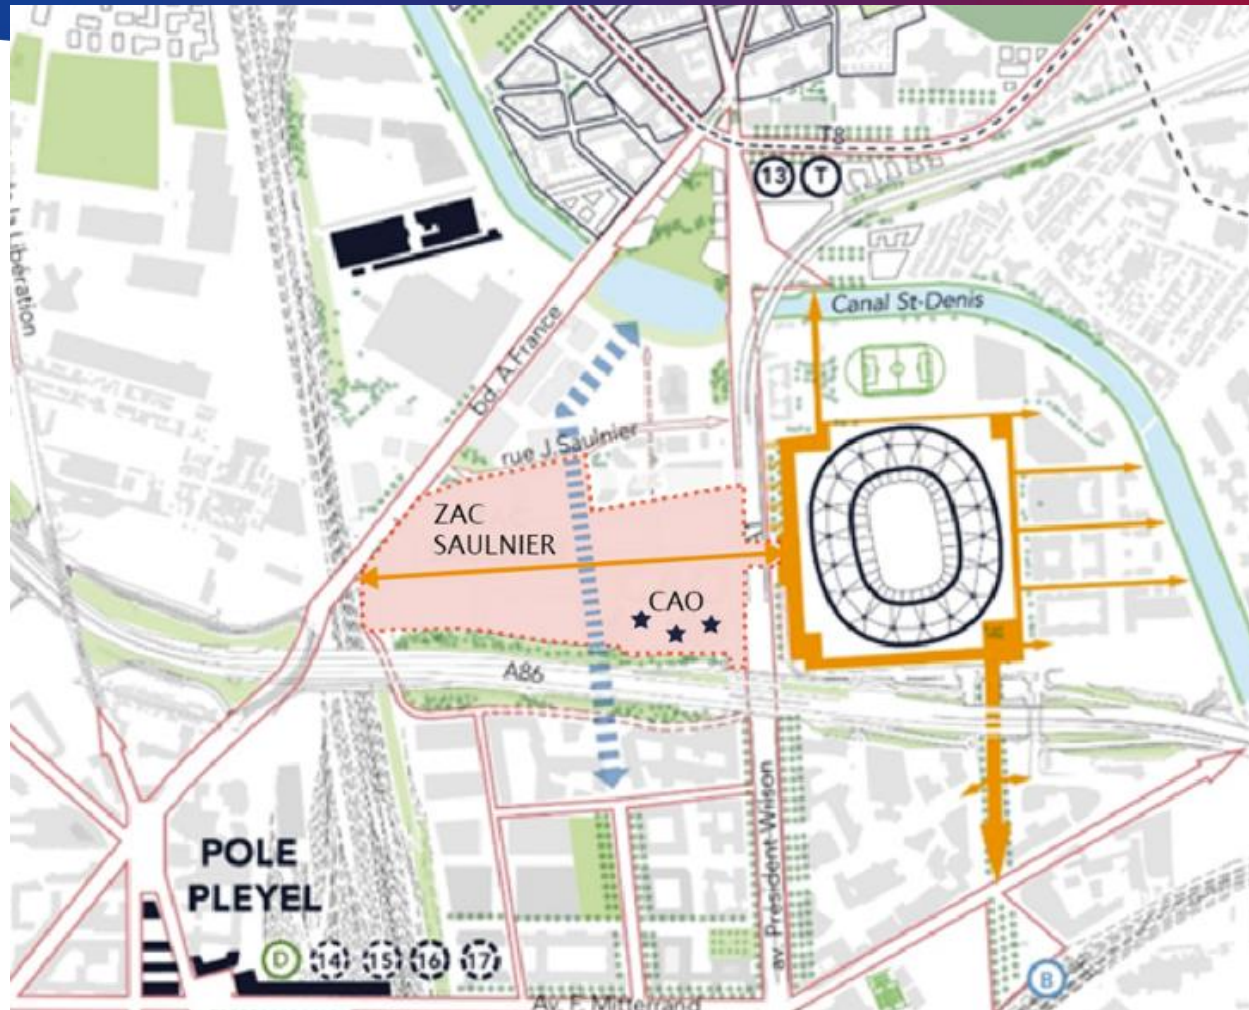 T8
13 T
la Libération
Canal St-Denis
bd. A. France
rue J. Saulnier
ZAC
SAULNIER
CAO
A86
av. Président Wilson
POLE
PLEYEL
D 14 15 16 17
B
Av. F. Mitterrand